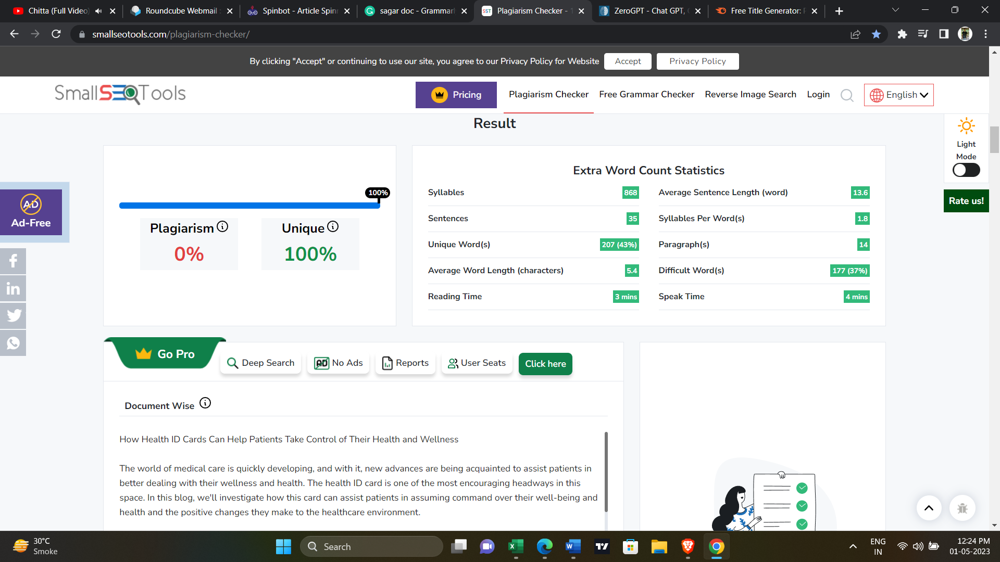 Chitta (Full Video)
Roundcube Webmail :
Spinbot - Article Spinn
sagar doc - Grammarl
SST
Plagiarism Checker - 1
ZeroGPT - Chat GPT,
Free Title Generator:
smallseotools.com/plagiarism-checker/
By clicking "Accept" or continuing to use our site, you agree to our Privacy Policy for Website
Accept
Privacy Policy
SmallSEOTools
Pricing
Plagiarism Checker
Free Grammar Checker
Reverse Image Search
Login
English
Result
Light
Mode
Rate us!
AD
Ad-Free
100%
Plagiarism
0%
Unique
100%
Extra Word Count Statistics
Syllables 868
Average Sentence Length (word) 13.6
Sentences 35
Syllables Per Word(s) 1.8
Unique Word(s) 207 (43%)
Paragraph(s) 14
Average Word Length (characters) 5.4
Difficult Word(s) 177 (37%)
Reading Time 3 mins
Speak Time 4 mins
Go Pro
Deep Search
AD No Ads
Reports
User Seats
Click here
Document Wise
How Health ID Cards Can Help Patients Take Control of Their Health and Wellness
The world of medical care is quickly developing, and with it, new advances are being acquainted to assist patients in
better dealing with their wellness and health. The health ID card is one of the most encouraging headways in this
space. In this blog, we'll investigate how this card can assist patients in assuming command over their well-being and
health and the positive changes they make to the healthcare environment.
30°C
Smoke
Search
ENG
IN
12:24 PM
01-05-2023